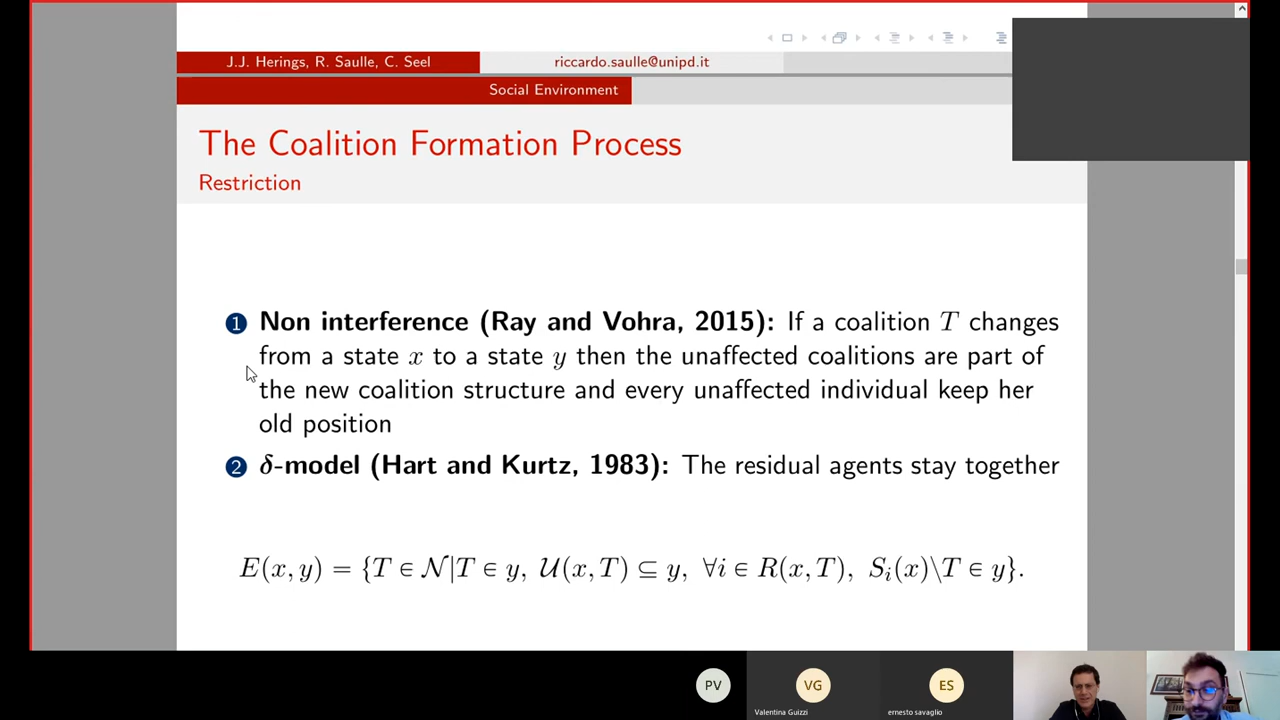 J.J. Herings, R. Saulle, C. Seel riccardo.saulle@unipd.it
Social Environment
The Coalition Formation Process
Restriction
1 Non interference (Ray and Vohra, 2015): If a coalition T changes
from a state x to a state y then the unaffected coalitions are part of
the new coalition structure and every unaffected individual keep her
old position
2 δ-model (Hart and Kurtz, 1983): The residual agents stay together
E(x, y) = {T ∈ 𝒩|T ∈ y, 𝒰(x, T) ⊆ y, ∀i ∈ R(x, T), Sᵢ(x)\T ∈ y}.
PV VG ES
Valentina Guizzi ernesto savaglio